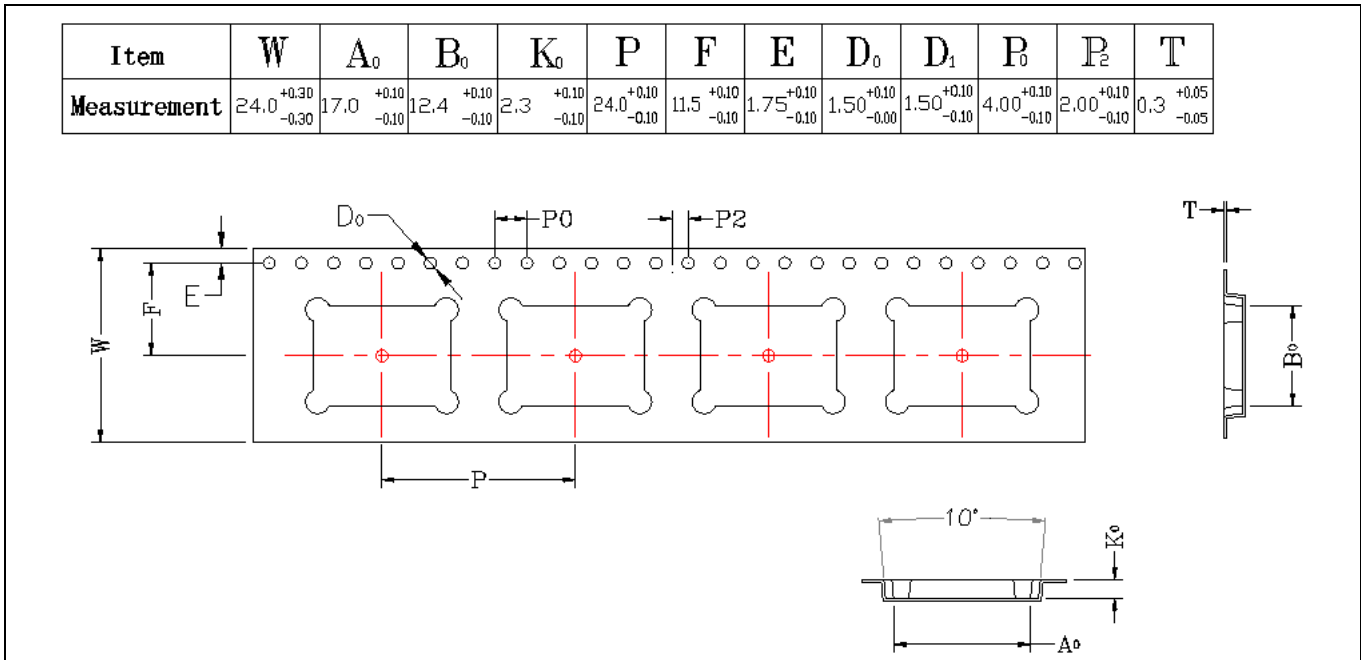 Item W A₀ B₀ K₀ P F E D₀ D₁ P₀ P₂ T
Measurement 24.0 +0.30 -0.30 17.0 +0.10 -0.10 12.4 +0.10 -0.10 2.3 +0.10 -0.10 24.0 +0.10 -0.10 11.5 +0.10 -0.10 1.75 +0.10 -0.10 1.50 +0.10 -0.00 1.50 +0.10 -0.10 4.00 +0.10 -0.10 2.00 +0.10 -0.10 0.3 +0.05 -0.05
D₀ P0 P2 T
E F W
B⁰
P
10°
K⁰
A⁰